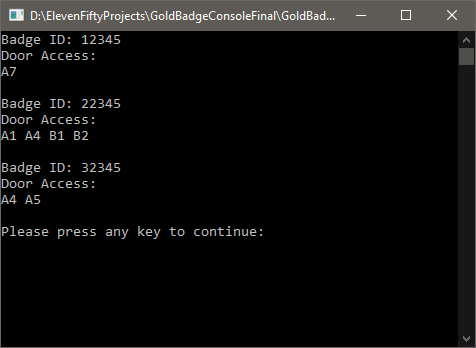 D:\ElevenFiftyProjects\GoldBadgeConsoleFinal\GoldBad...
Badge ID: 12345
Door Access:
A7
Badge ID: 22345
Door Access:
A1 A4 B1 B2
Badge ID: 32345
Door Access:
A4 A5
Please press any key to continue: